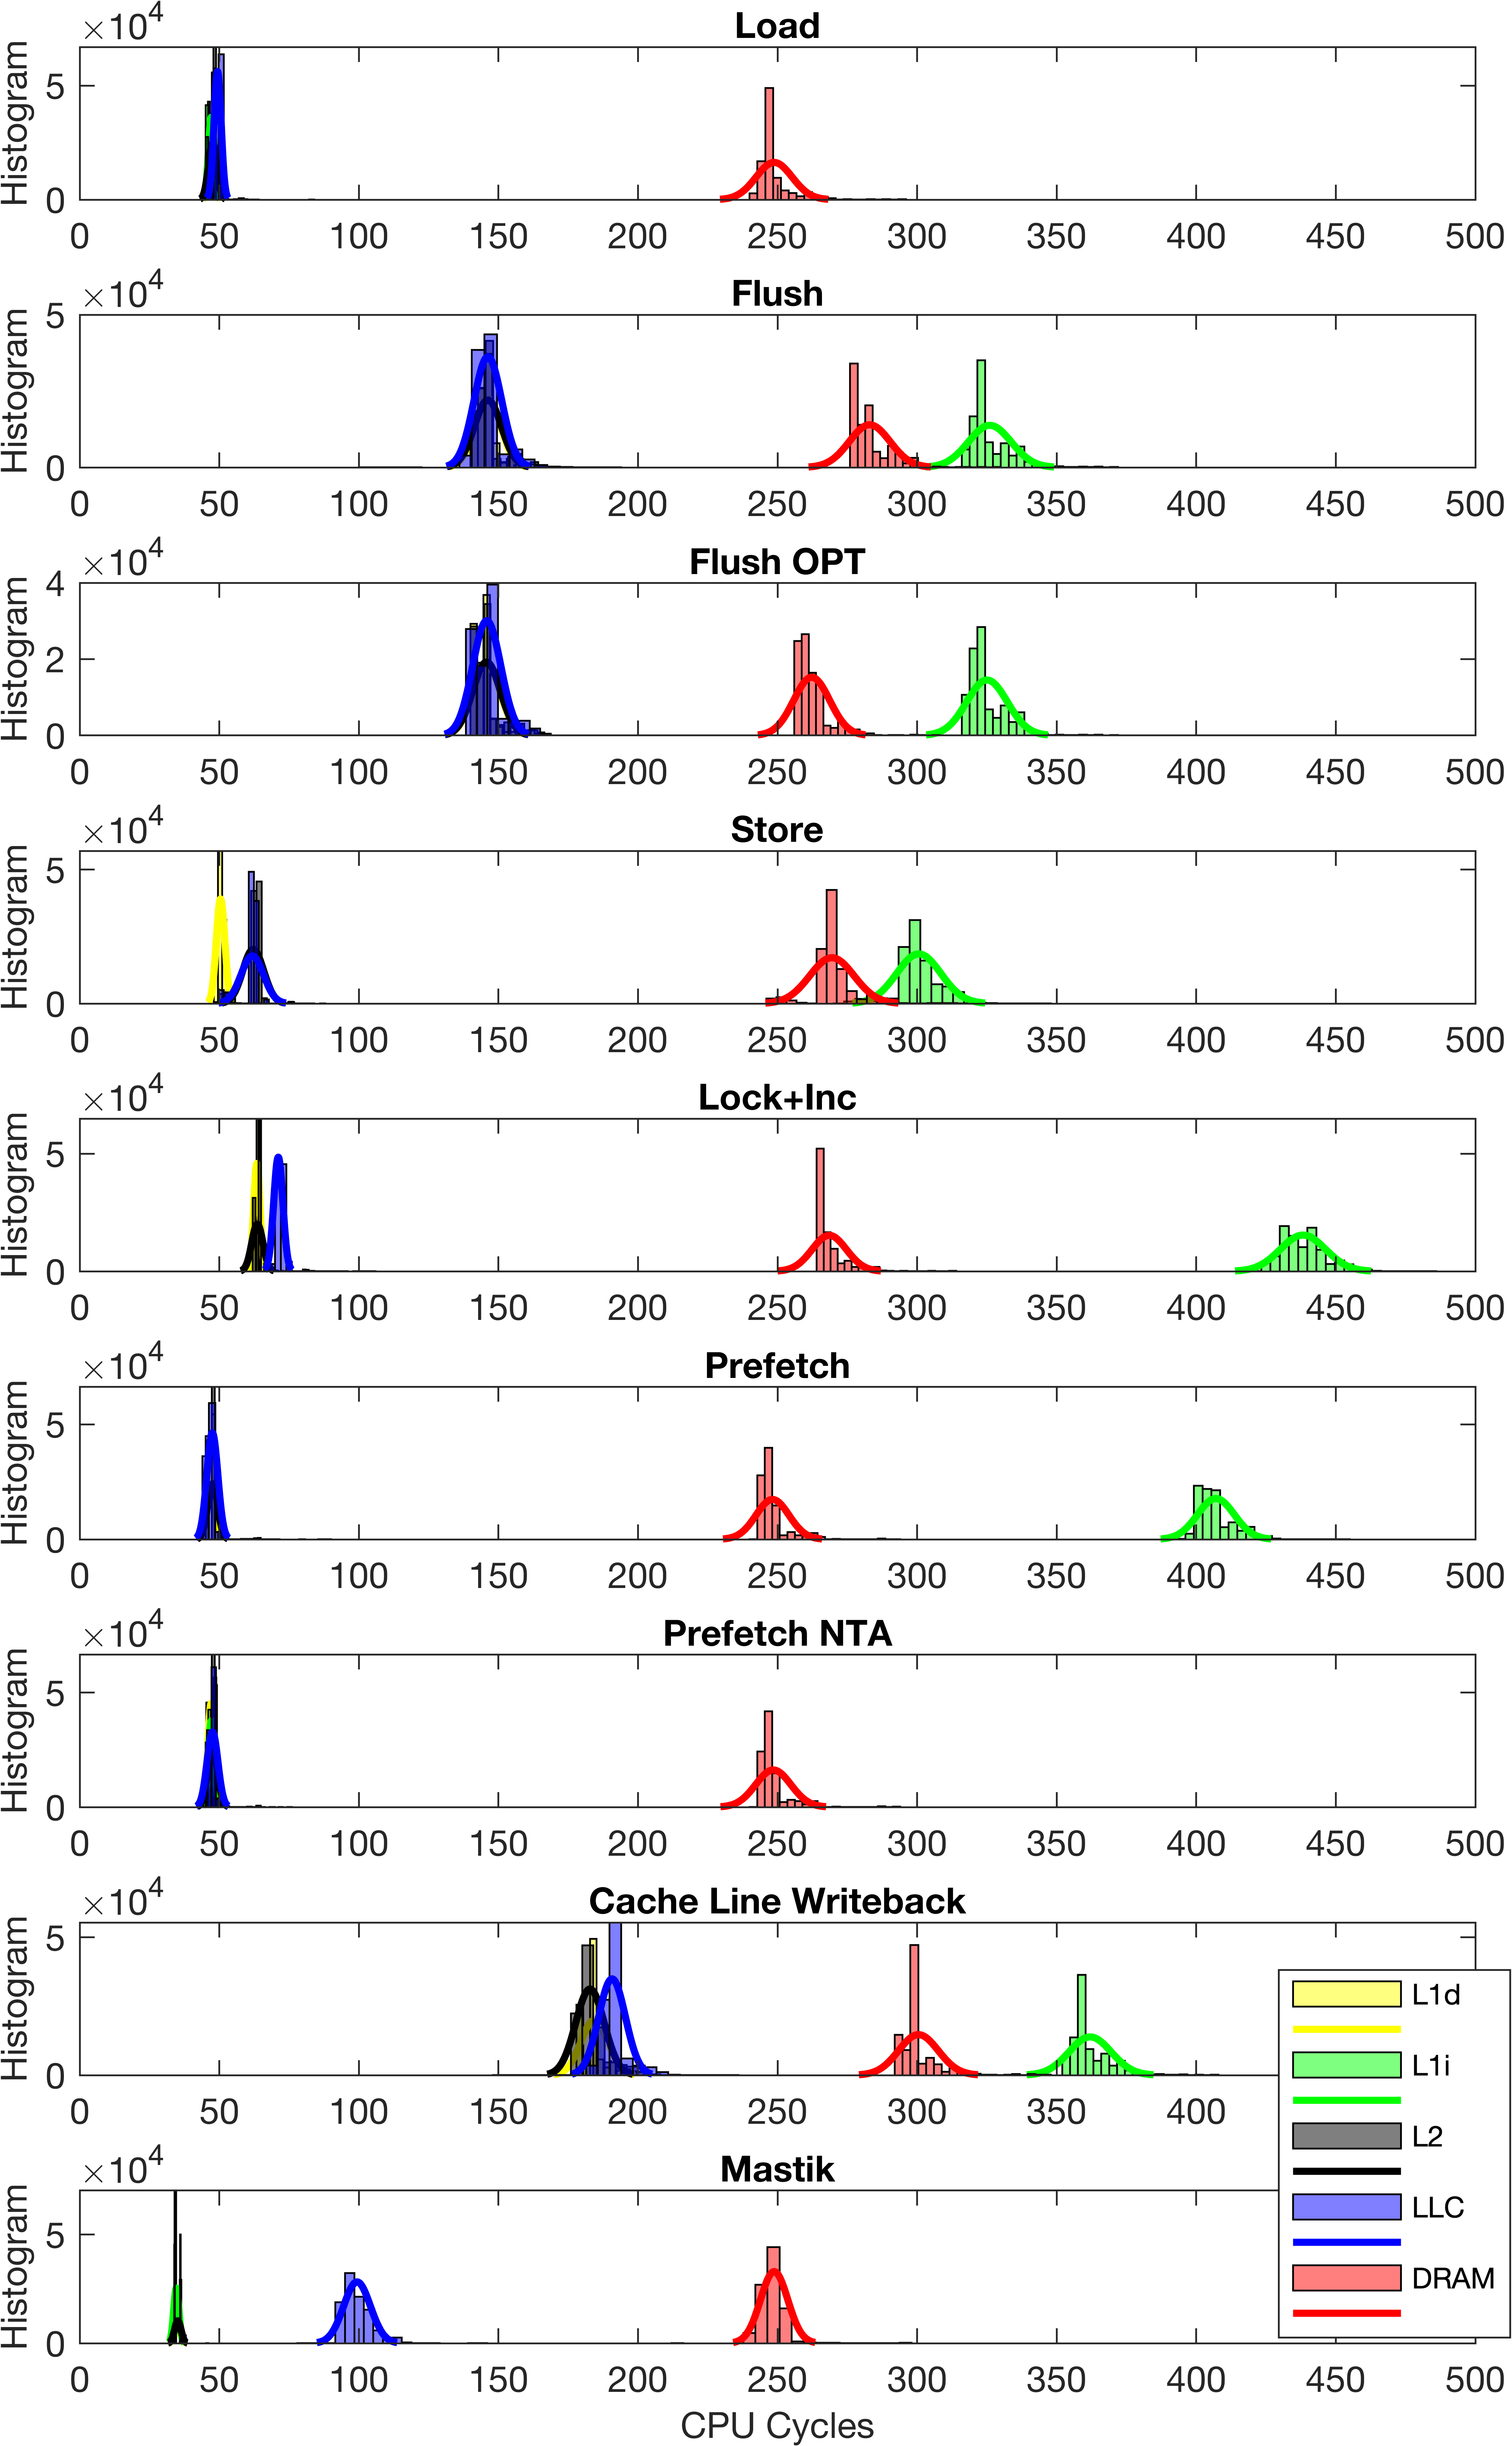 Load
×10^4
Histogram
5
0
0 50 100 150 200 250 300 350 400 450 500
Flush
×10^4
Histogram
5
0
0 50 100 150 200 250 300 350 400 450 500
Flush OPT
×10^4
Histogram
4
2
0
0 50 100 150 200 250 300 350 400 450 500
Store
×10^4
Histogram
5
0
0 50 100 150 200 250 300 350 400 450 500
Lock+Inc
×10^4
Histogram
5
0
0 50 100 150 200 250 300 350 400 450 500
Prefetch
×10^4
Histogram
5
0
0 50 100 150 200 250 300 350 400 450 500
Prefetch NTA
×10^4
Histogram
5
0
0 50 100 150 200 250 300 350 400 450 500
Cache Line Writeback
×10^4
Histogram
5
0
0 50 100 150 200 250 300 350 400
Mastik
×10^4
Histogram
5
0
0 50 100 150 200 250 300 350 400 450 500
CPU Cycles
L1d
L1i
L2
LLC
DRAM